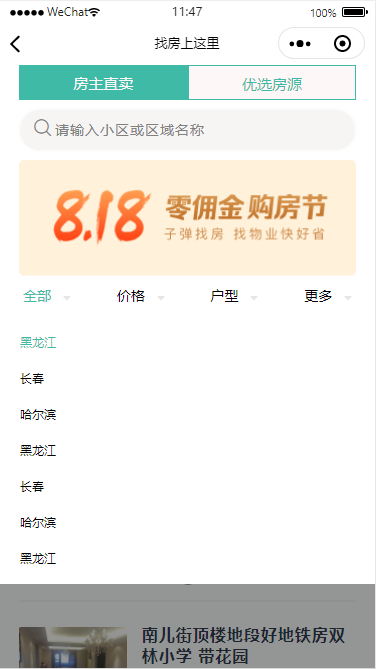 WeChat 11:47 100%
找房上这里
房主直卖 优选房源
请输入小区或区域名称
8.18 零佣金 购房节
子弹找房 找物业快好省
全部 价格 户型 更多
黑龙江
长春
哈尔滨
黑龙江
长春
哈尔滨
黑龙江
南儿街顶楼地段好地铁房双
林小学 带花园